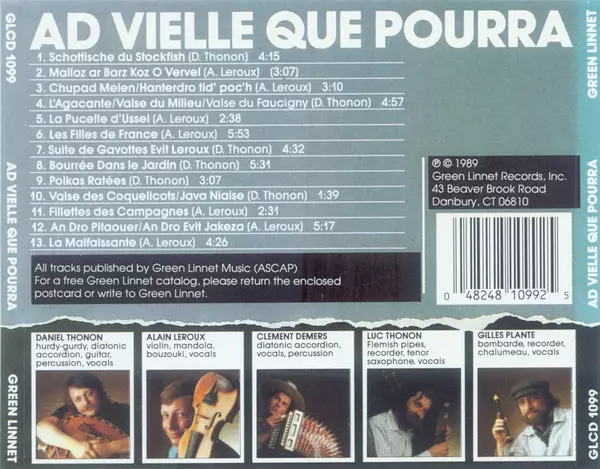 GLCD 1099
AD VIELLE QUE POURRA
GREEN LINNET
AD VIELLE QUE POURRA
1. Schottische du Stockfish (D. Thonon) 4:15
2. Malloz ar Barz Koz O Vervel (A. Leroux) (3:07)
3. Chupad Melen/Hanterdro tid' poc'h (A. Leroux) 3:10
4. L'Agacante/Valse du Milieu/Valse du Faucigny (D. Thonon) 4:57
5. La Pucelle d'Ussel (A. Leroux) 2:38
6. Les Filles de France (A. Leroux) 5:53
7. Suite de Gavottes Evit Leroux (D. Thonon) 4:32
8. Bourrée Dans le Jardin (D. Thonon) 5:31
9. Polkas Ratées (D. Thonon) 3:07
10. Valse des Coquelicots/Java Niaise (D. Thonon) 1:39
11. Fillettes des Campagnes (A. Leroux) 2:31
12. An Dro Pitaouer/An Dro Evit Jakeza (A. Leroux) 5:17
13. La Malfaissante (A. Leroux) 4:26
All tracks published by Green Linnet Music (ASCAP)
For a free Green Linnet catalog, please return the enclosed
postcard or write to Green Linnet.
℗ © 1989
Green Linnet Records, Inc.
43 Beaver Brook Road
Danbury, CT 06810
0 48248 10992 5
DANIEL THONON
hurdy-gurdy, diatonic
accordion, guitar,
percussion, vocals
ALAIN LEROUX
violin, mandola,
bouzouki, vocals
CLEMENT DEMERS
diatonic accordion,
vocals, percussion
LUC THONON
Flemish pipes,
recorder, tenor
saxophone, vocals
GILLES PLANTE
bombarde, recorder,
chalumeau, vocals
GREEN LINNET
AD VIELLE QUE POURRA
GLCD 1099